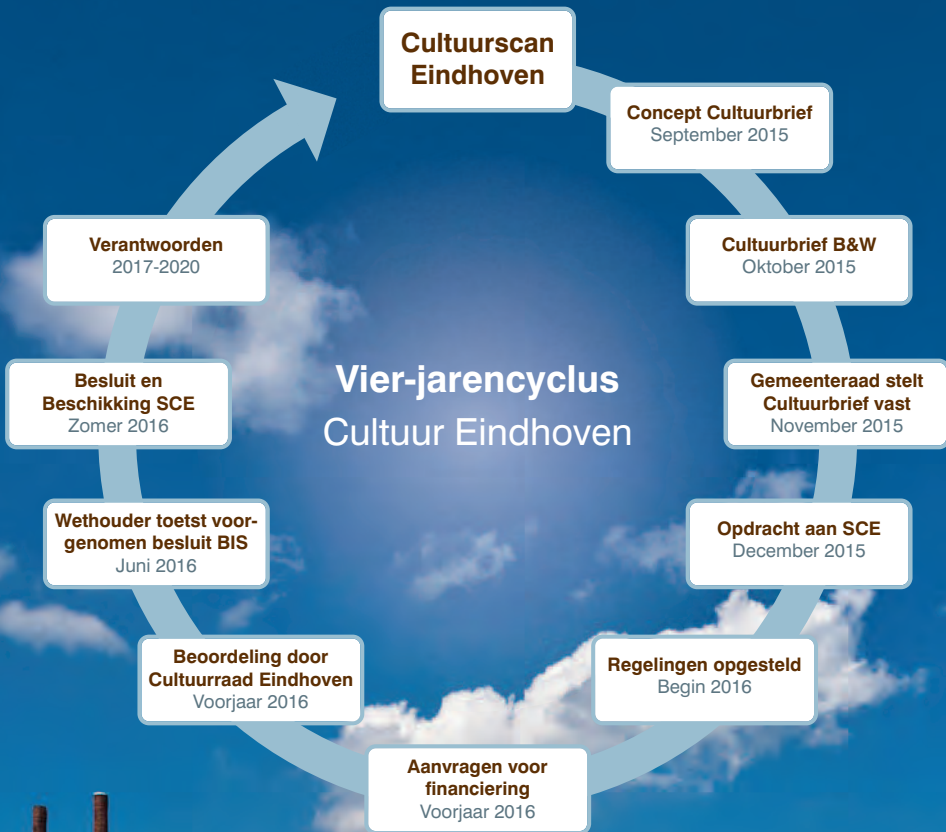 Cultuurscan
Eindhoven
Concept Cultuurbrief
September 2015
Cultuurbrief B&W
Oktober 2015
Gemeenteraad stelt
Cultuurbrief vast
November 2015
Opdracht aan SCE
December 2015
Regelingen opgesteld
Begin 2016
Aanvragen voor
financiering
Voorjaar 2016
Beoordeling door
Cultuurraad Eindhoven
Voorjaar 2016
Wethouder toetst voor-
genomen besluit BIS
Juni 2016
Besluit en
Beschikking SCE
Zomer 2016
Verantwoorden
2017-2020
Vier-jarencyclus
Cultuur Eindhoven